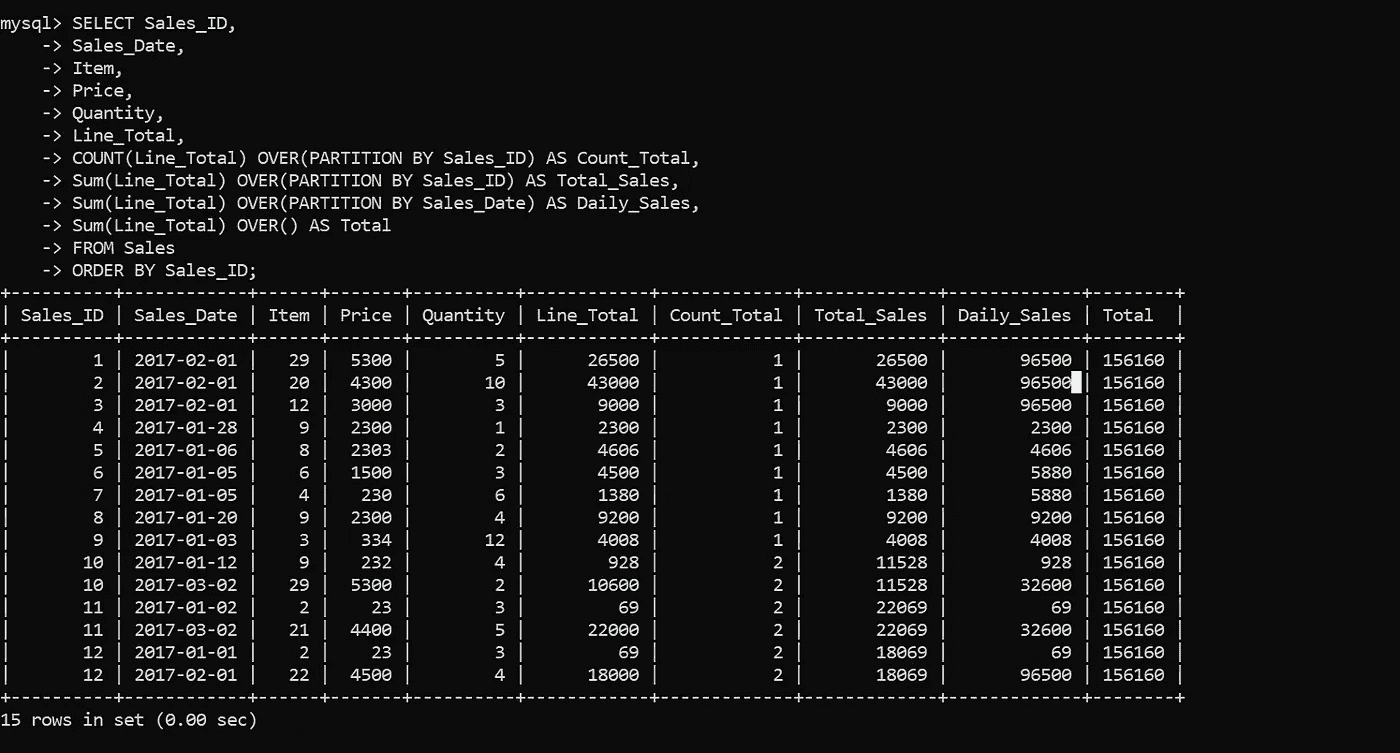 mysql> SELECT Sales_ID,
    -> Sales_Date,
    -> Item,
    -> Price,
    -> Quantity,
    -> Line_Total,
    -> COUNT(Line_Total) OVER(PARTITION BY Sales_ID) AS Count_Total,
    -> Sum(Line_Total) OVER(PARTITION BY Sales_ID) AS Total_Sales,
    -> Sum(Line_Total) OVER(PARTITION BY Sales_Date) AS Daily_Sales,
    -> Sum(Line_Total) OVER() AS Total
    -> FROM Sales
    -> ORDER BY Sales_ID;
+----------+------------+------+-------+----------+------------+-------------+-------------+-------------+--------+
| Sales_ID | Sales_Date | Item | Price | Quantity | Line_Total | Count_Total | Total_Sales | Daily_Sales | Total  |
+----------+------------+------+-------+----------+------------+-------------+-------------+-------------+--------+
|        1 | 2017-02-01 |   29 |  5300 |        5 |      26500 |           1 |       26500 |       96500 | 156160 |
|        2 | 2017-02-01 |   20 |  4300 |       10 |      43000 |           1 |       43000 |       96500 | 156160 |
|        3 | 2017-02-01 |   12 |  3000 |        3 |       9000 |           1 |        9000 |       96500 | 156160 |
|        4 | 2017-01-28 |    9 |  2300 |        1 |       2300 |           1 |        2300 |        2300 | 156160 |
|        5 | 2017-01-06 |    8 |  2303 |        2 |       4606 |           1 |        4606 |        4606 | 156160 |
|        6 | 2017-01-05 |    6 |  1500 |        3 |       4500 |           1 |        4500 |        5880 | 156160 |
|        7 | 2017-01-05 |    4 |   230 |        6 |       1380 |           1 |        1380 |        5880 | 156160 |
|        8 | 2017-01-20 |    9 |  2300 |        4 |       9200 |           1 |        9200 |        9200 | 156160 |
|        9 | 2017-01-03 |    3 |   334 |       12 |       4008 |           1 |        4008 |        4008 | 156160 |
|       10 | 2017-01-12 |    9 |   232 |        4 |        928 |           2 |       11528 |         928 | 156160 |
|       10 | 2017-03-02 |   29 |  5300 |        2 |      10600 |           2 |       11528 |       32600 | 156160 |
|       11 | 2017-01-02 |    2 |    23 |        3 |         69 |           2 |       22069 |          69 | 156160 |
|       11 | 2017-03-02 |   21 |  4400 |        5 |      22000 |           2 |       22069 |       32600 | 156160 |
|       12 | 2017-01-01 |    2 |    23 |        3 |         69 |           2 |       18069 |          69 | 156160 |
|       12 | 2017-02-01 |   22 |  4500 |        4 |      18000 |           2 |       18069 |       96500 | 156160 |
+----------+------------+------+-------+----------+------------+-------------+-------------+-------------+--------+
15 rows in set (0.00 sec)